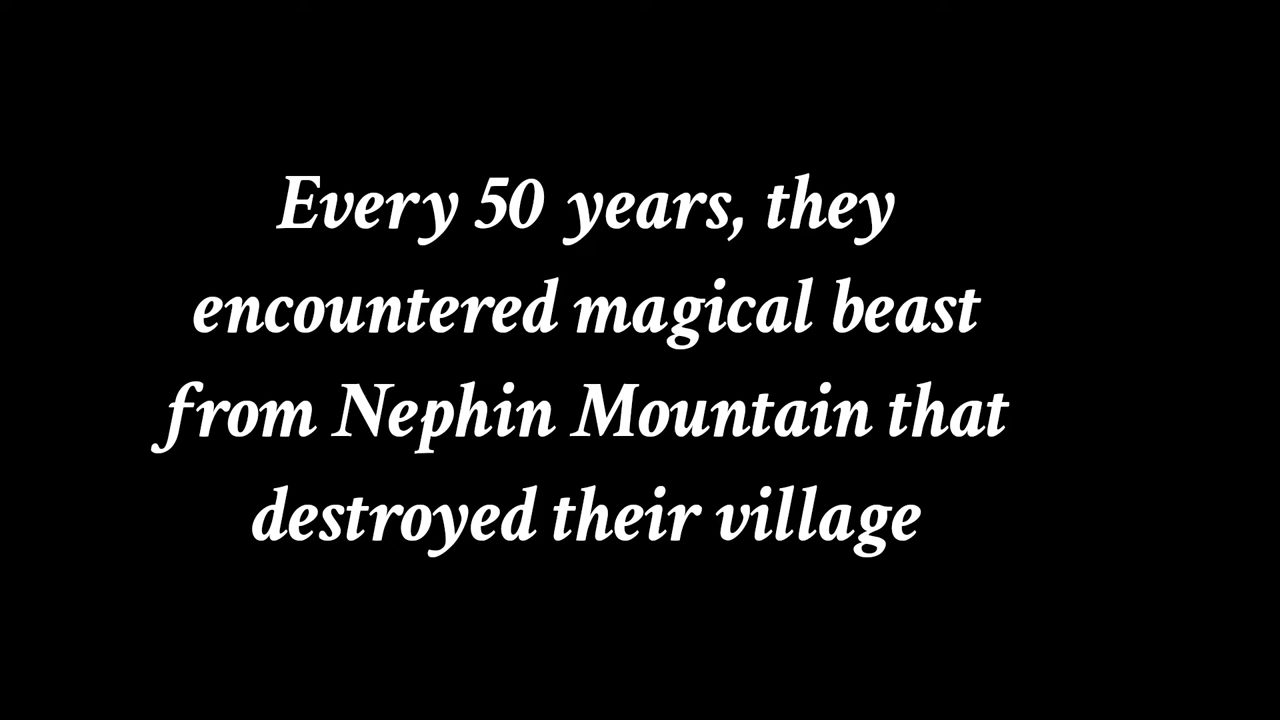 Every 50 years, they
encountered magical beast
from Nephin Mountain that
destroyed their village